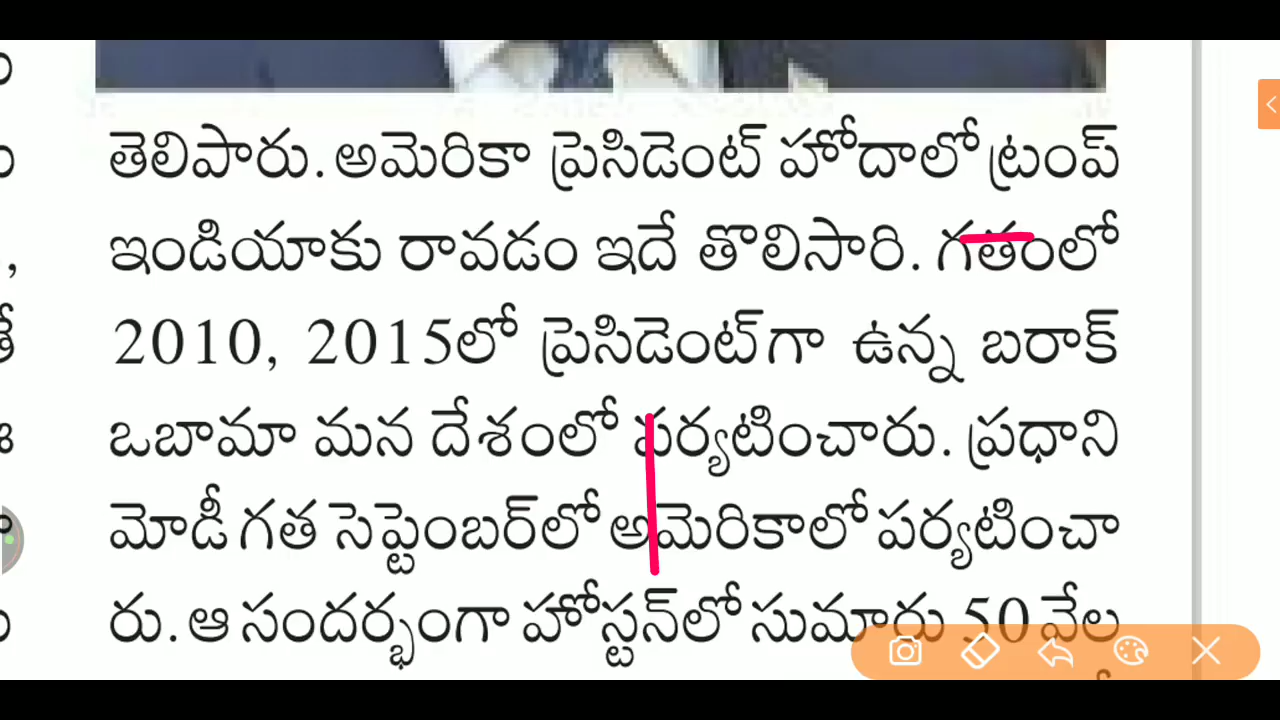 తెలిపారు. అమెరికా ప్రెసిడెంట్ హోదాలో ట్రంప్
ఇండియాకు రావడం ఇదే తొలిసారి. గతంలో
2010, 2015లో ప్రెసిడెంట్‌గా ఉన్న బరాక్
ఒబామా మన దేశంలో పర్యటించారు. ప్రధాని
మోడీ గత సెప్టెంబర్‌లో అమెరికాలో పర్యటించా
రు. ఆ సందర్భంగా హోస్టన్‌లో సుమారు 50 వేల